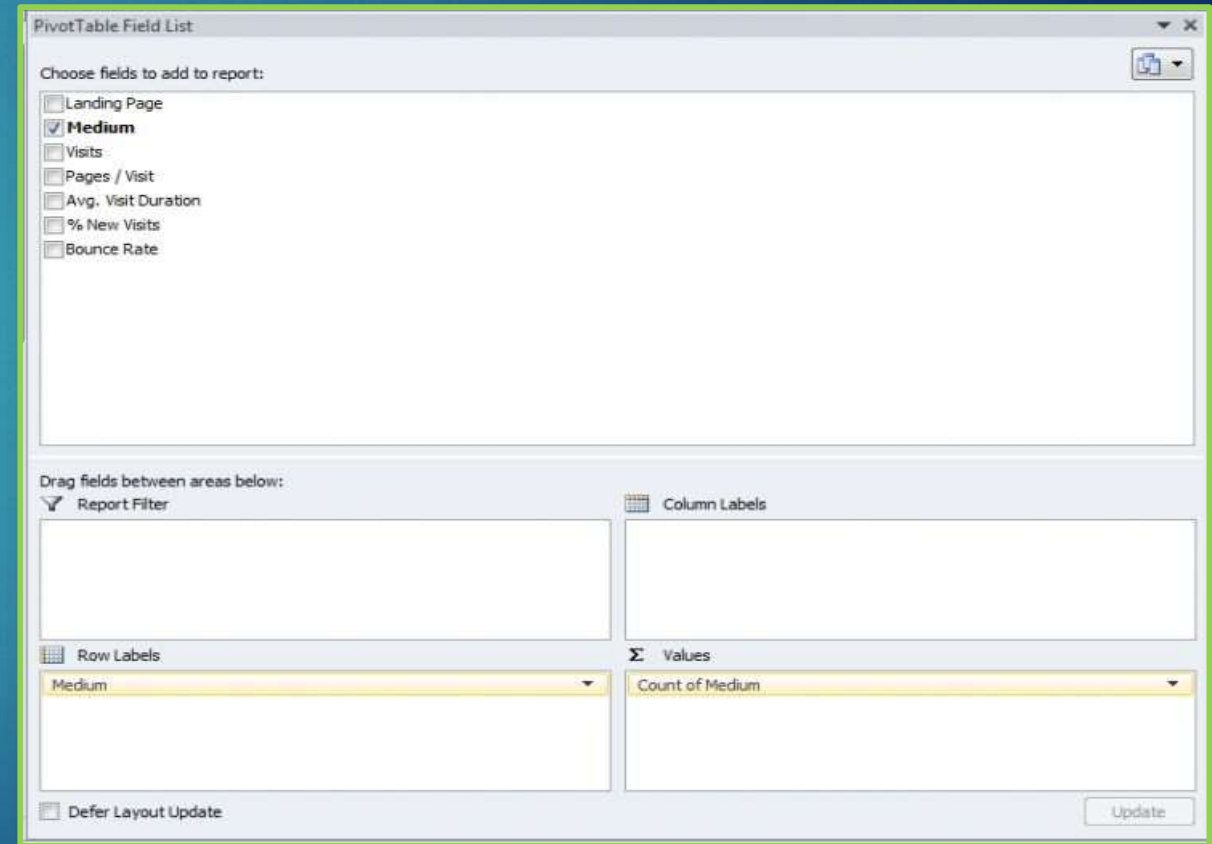 PivotTable Field List
Choose fields to add to report:
Landing Page
Medium
Visits
Pages / Visit
Avg. Visit Duration
% New Visits
Bounce Rate
Drag fields between areas below:
Report Filter
Column Labels
Row Labels
Σ Values
Medium
Count of Medium
Defer Layout Update
Update